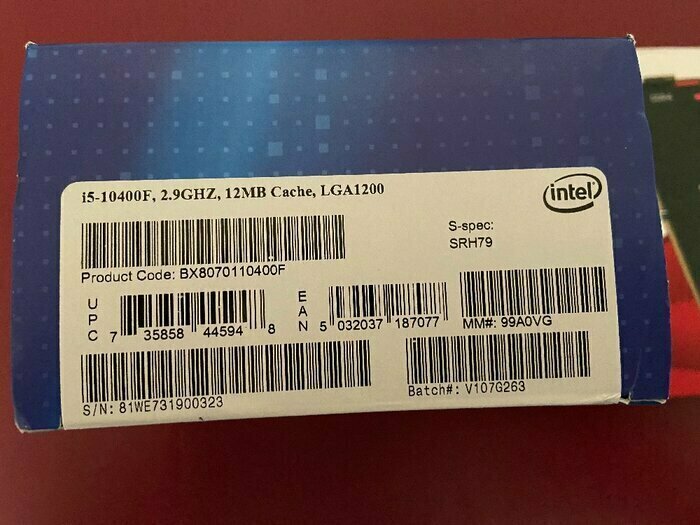 i5-10400F, 2.9GHZ, 12MB Cache, LGA1200
intel
S-spec:
SRH79
Product Code: BX8070110400F
UPC
7 35858 44594 8
EAN
5 032037 187077
MM#: 99A0VG
S/N: 81WE731900323
Batch#: V107G263